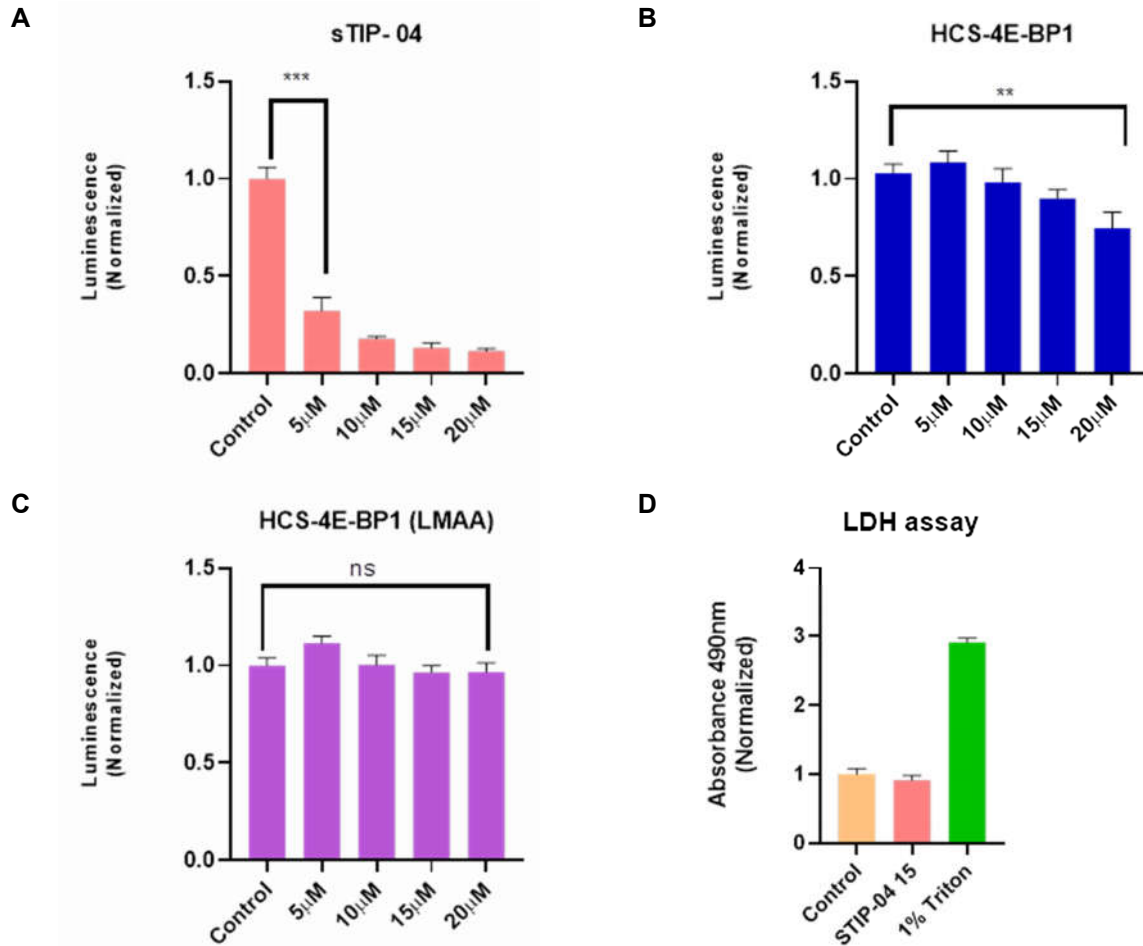 A
sTIP- 04
Luminescence
(Normalized)
1.5
1.0
0.5
0.0
***
Control
5μM
10μM
15μM
20μM
B
HCS-4E-BP1
Luminescence
(Normalized)
1.5
1.0
0.5
0.0
**
Control
5μM
10μM
15μM
20μM
C
HCS-4E-BP1 (LMAA)
Luminescence
(Normalized)
1.5
1.0
0.5
0.0
ns
Control
5μM
10μM
15μM
20μM
D
LDH assay
Absorbance 490nm
(Normalized)
4
3
2
1
0
Control
STIP-04 15
1% Triton